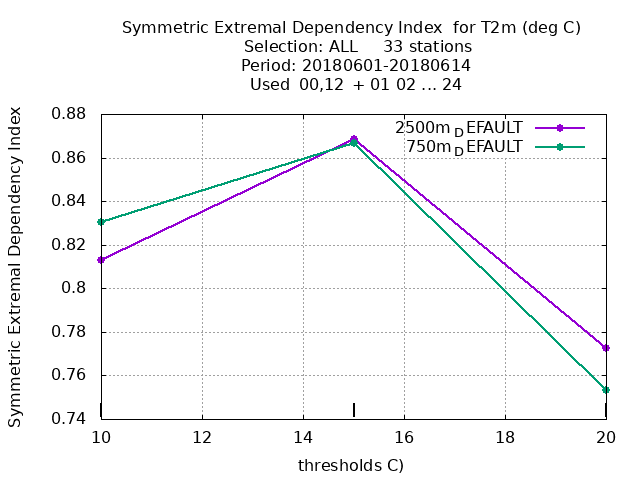 Symmetric Extremal Dependency Index  for T2m (deg C)
Selection: ALL     33 stations
Period: 20180601-20180614
Used  00,12  + 01 02 ... 24
Symmetric Extremal Dependency Index
0.88
0.86
0.84
0.82
0.8
0.78
0.76
0.74
2500m_DEFAULT
750m_DEFAULT
10 12 14 16 18 20
thresholds C)